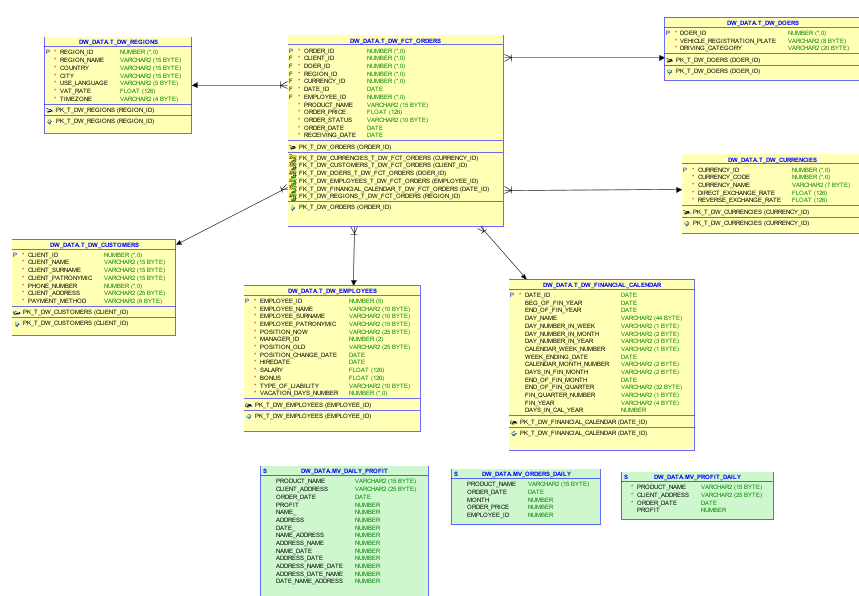 DW_DATA.T_DW_REGIONS
P * REGION_ID NUMBER (*,0)
* REGION_NAME VARCHAR2 (15 BYTE)
* COUNTRY VARCHAR2 (15 BYTE)
* CITY VARCHAR2 (15 BYTE)
* USE_LANGUAGE VARCHAR2 (5 BYTE)
* VAT_RATE FLOAT (126)
* TIMEZONE VARCHAR2 (4 BYTE)
PK_T_DW_REGIONS (REGION_ID)
PK_T_DW_REGIONS (REGION_ID)
DW_DATA.T_DW_FCT_ORDERS
P * ORDER_ID NUMBER (*,0)
F * CLIENT_ID NUMBER (*,0)
F * DOER_ID NUMBER (*,0)
F * REGION_ID NUMBER (*,0)
F * CURRENCY_ID NUMBER (*,0)
F * DATE_ID DATE
F * EMPLOYEE_ID NUMBER (*,0)
* PRODUCT_NAME VARCHAR2 (15 BYTE)
* ORDER_PRICE FLOAT (126)
* ORDER_STATUS VARCHAR2 (10 BYTE)
* ORDER_DATE DATE
* RECEIVING_DATE DATE
PK_T_DW_ORDERS (ORDER_ID)
FK_T_DW_CURRENCIES_T_DW_FCT_ORDERS (CURRENCY_ID)
FK_T_DW_CUSTOMERS_T_DW_FCT_ORDERS (CLIENT_ID)
FK_T_DW_DOERS_T_DW_FCT_ORDERS (DOER_ID)
FK_T_DW_EMPLOYEES_T_DW_FCT_ORDERS (EMPLOYEE_ID)
FK_T_DW_FINANCIAL_CALENDAR_T_DW_FCT_ORDERS (DATE_ID)
FK_T_DW_REGIONS_T_DW_FCT_ORDERS (REGION_ID)
PK_T_DW_ORDERS (ORDER_ID)
DW_DATA.T_DW_DOERS
P * DOER_ID NUMBER (*,0)
* VEHICLE_REGISTRATION_PLATE VARCHAR2 (8 BYTE)
* DRIVING_CATEGORY VARCHAR2 (20 BYTE)
PK_T_DW_DOERS (DOER_ID)
PK_T_DW_DOERS (DOER_ID)
DW_DATA.T_DW_CURRENCIES
P * CURRENCY_ID NUMBER (*,0)
* CURRENCY_CODE NUMBER (*,0)
* CURRENCY_NAME VARCHAR2 (7 BYTE)
* DIRECT_EXCHANGE_RATE FLOAT (126)
* REVERSE_EXCHANGE_RATE FLOAT (126)
PK_T_DW_CURRENCIES (CURRENCY_ID)
PK_T_DW_CURRENCIES (CURRENCY_ID)
DW_DATA.T_DW_CUSTOMERS
P * CLIENT_ID NUMBER (*,0)
* CLIENT_NAME VARCHAR2 (15 BYTE)
* CLIENT_SURNAME VARCHAR2 (15 BYTE)
* CLIENT_PATRONYMIC VARCHAR2 (15 BYTE)
* PHONE_NUMBER NUMBER (*,0)
* CLIENT_ADDRESS VARCHAR2 (25 BYTE)
* PAYMENT_METHOD VARCHAR2 (6 BYTE)
PK_T_DW_CUSTOMERS (CLIENT_ID)
PK_T_DW_CUSTOMERS (CLIENT_ID)
DW_DATA.T_DW_EMPLOYEES
P * EMPLOYEE_ID NUMBER (5)
* EMPLOYEE_NAME VARCHAR2 (10 BYTE)
* EMPLOYEE_SURNAME VARCHAR2 (10 BYTE)
* EMPLOYEE_PATRONYMIC VARCHAR2 (15 BYTE)
* POSITION_NOW VARCHAR2 (25 BYTE)
* MANAGER_ID NUMBER (2)
* POSITION_OLD VARCHAR2 (25 BYTE)
* POSITION_CHANGE_DATE DATE
* HIREDATE DATE
* SALARY FLOAT (126)
* BONUS FLOAT (126)
* TYPE_OF_LIABILITY VARCHAR2 (10 BYTE)
* VACATION_DAYS_NUMBER NUMBER (*,0)
PK_T_DW_EMPLOYEES (EMPLOYEE_ID)
PK_T_DW_EMPLOYEES (EMPLOYEE_ID)
DW_DATA.T_DW_FINANCIAL_CALENDAR
P * DATE_ID DATE
BEG_OF_FIN_YEAR DATE
END_OF_FIN_YEAR DATE
DAY_NAME VARCHAR2 (44 BYTE)
DAY_NUMBER_IN_WEEK VARCHAR2 (1 BYTE)
DAY_NUMBER_IN_MONTH VARCHAR2 (2 BYTE)
DAY_NUMBER_IN_YEAR VARCHAR2 (3 BYTE)
CALENDAR_WEEK_NUMBER VARCHAR2 (1 BYTE)
WEEK_ENDING_DATE DATE
CALENDAR_MONTH_NUMBER VARCHAR2 (2 BYTE)
DAYS_IN_FIN_MONTH VARCHAR2 (2 BYTE)
END_OF_FIN_MONTH DATE
END_OF_FIN_QUARTER VARCHAR2 (32 BYTE)
FIN_QUARTER_NUMBER VARCHAR2 (1 BYTE)
FIN_YEAR VARCHAR2 (4 BYTE)
DAYS_IN_CAL_YEAR NUMBER
PK_T_DW_FINANCIAL_CALENDAR (DATE_ID)
PK_T_DW_FINANCIAL_CALENDAR (DATE_ID)
S DW_DATA.MV_DAILY_PROFIT
PRODUCT_NAME VARCHAR2 (15 BYTE)
CLIENT_ADDRESS VARCHAR2 (25 BYTE)
ORDER_DATE DATE
PROFIT NUMBER
NAME_ NUMBER
ADDRESS NUMBER
DATE_ NUMBER
NAME_ADDRESS NUMBER
ADDRESS_NAME NUMBER
NAME_DATE NUMBER
ADDRESS_DATE NUMBER
ADDRESS_NAME_DATE NUMBER
ADDRESS_DATE_NAME NUMBER
DATE_NAME_ADDRESS NUMBER
S DW_DATA.MV_ORDERS_DAILY
PRODUCT_NAME VARCHAR2 (15 BYTE)
ORDER_DATE DATE
MONTH NUMBER
ORDER_PRICE NUMBER
EMPLOYEE_ID NUMBER
S DW_DATA.MV_PROFIT_DAILY
* PRODUCT_NAME VARCHAR2 (15 BYTE)
* CLIENT_ADDRESS VARCHAR2 (25 BYTE)
* ORDER_DATE DATE
PROFIT NUMBER